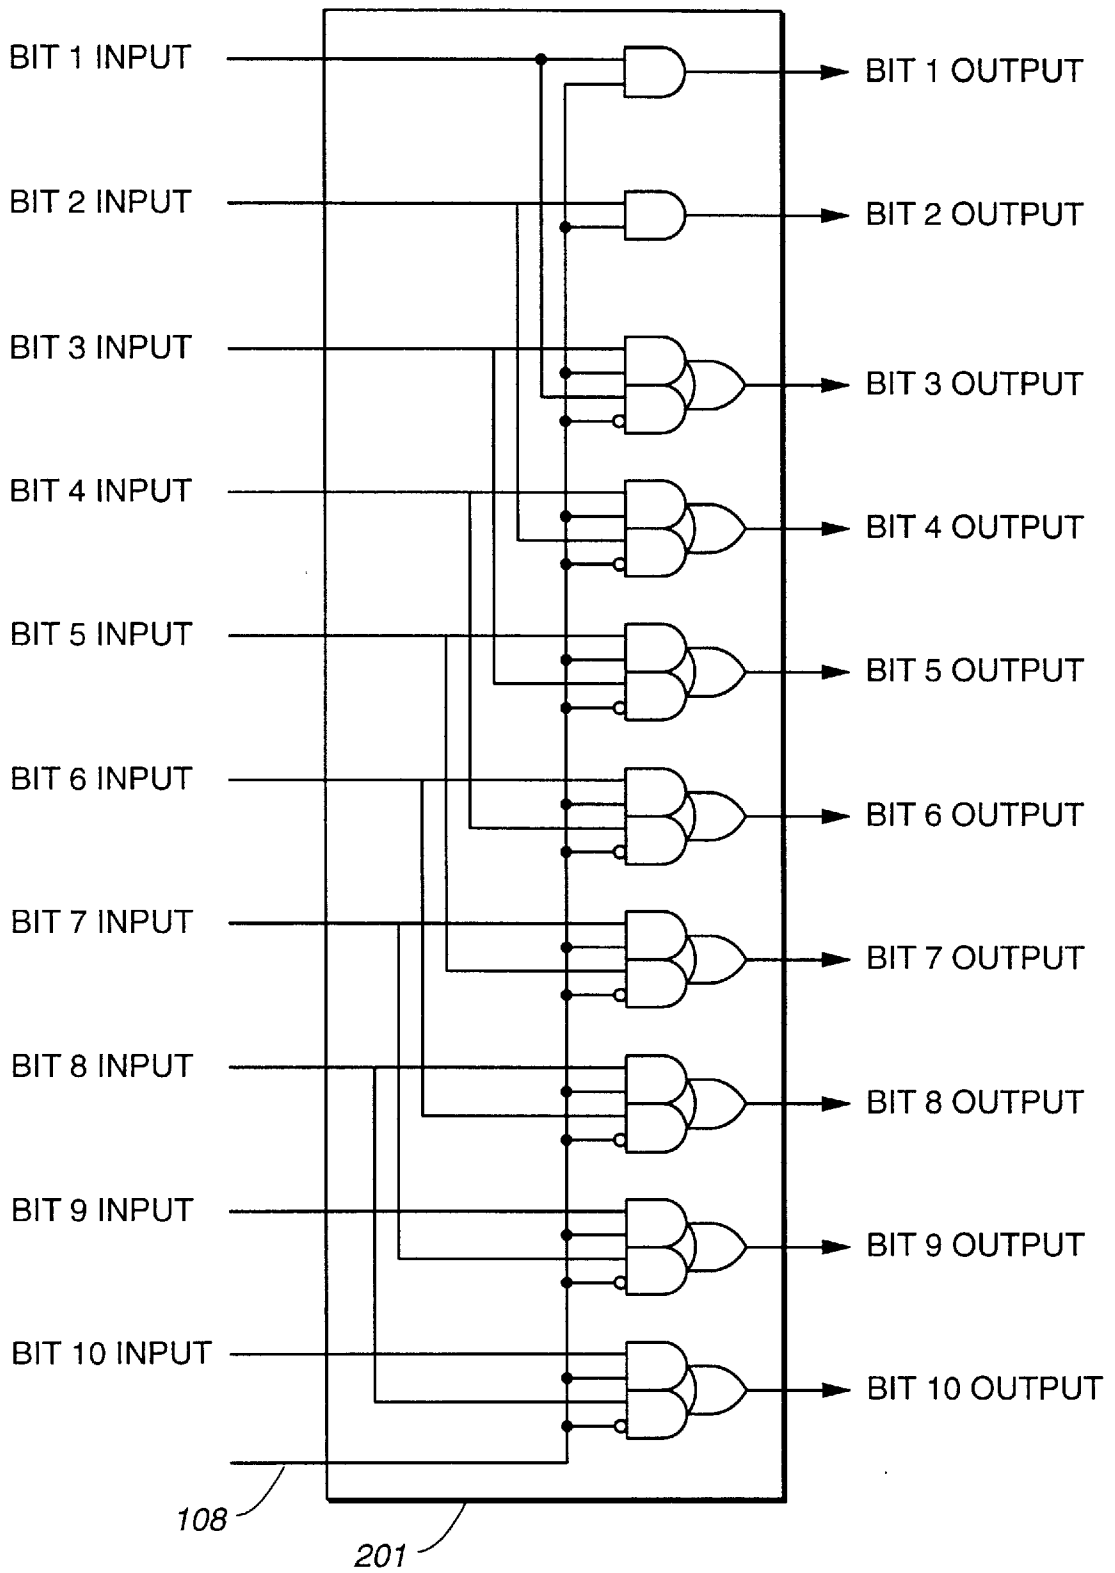 BIT 1 INPUT
BIT 1 OUTPUT
BIT 2 INPUT
BIT 2 OUTPUT
BIT 3 INPUT
BIT 3 OUTPUT
BIT 4 INPUT
BIT 4 OUTPUT
BIT 5 INPUT
BIT 5 OUTPUT
BIT 6 INPUT
BIT 6 OUTPUT
BIT 7 INPUT
BIT 7 OUTPUT
BIT 8 INPUT
BIT 8 OUTPUT
BIT 9 INPUT
BIT 9 OUTPUT
BIT 10 INPUT
BIT 10 OUTPUT
108
201